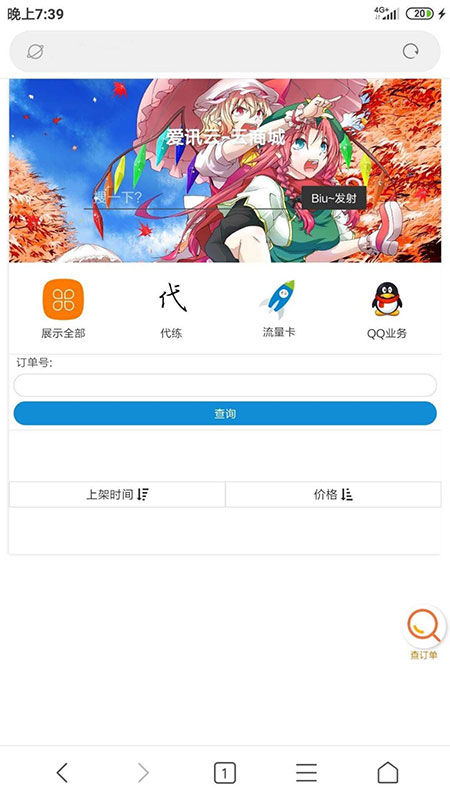 晚上7:39
4G+
20
爱讯云-云商城
搜一下?
Biu~发射
展示全部
代
代练
流量卡
QQ业务
订单号:
查询
上架时间
价格
查订单
1